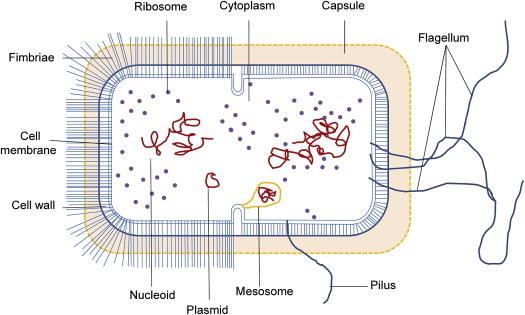 Ribosome
Cytoplasm
Capsule
Flagellum
Fimbriae
Cell
membrane
Cell wall
Nucleoid
Plasmid
Mesosome
Pilus